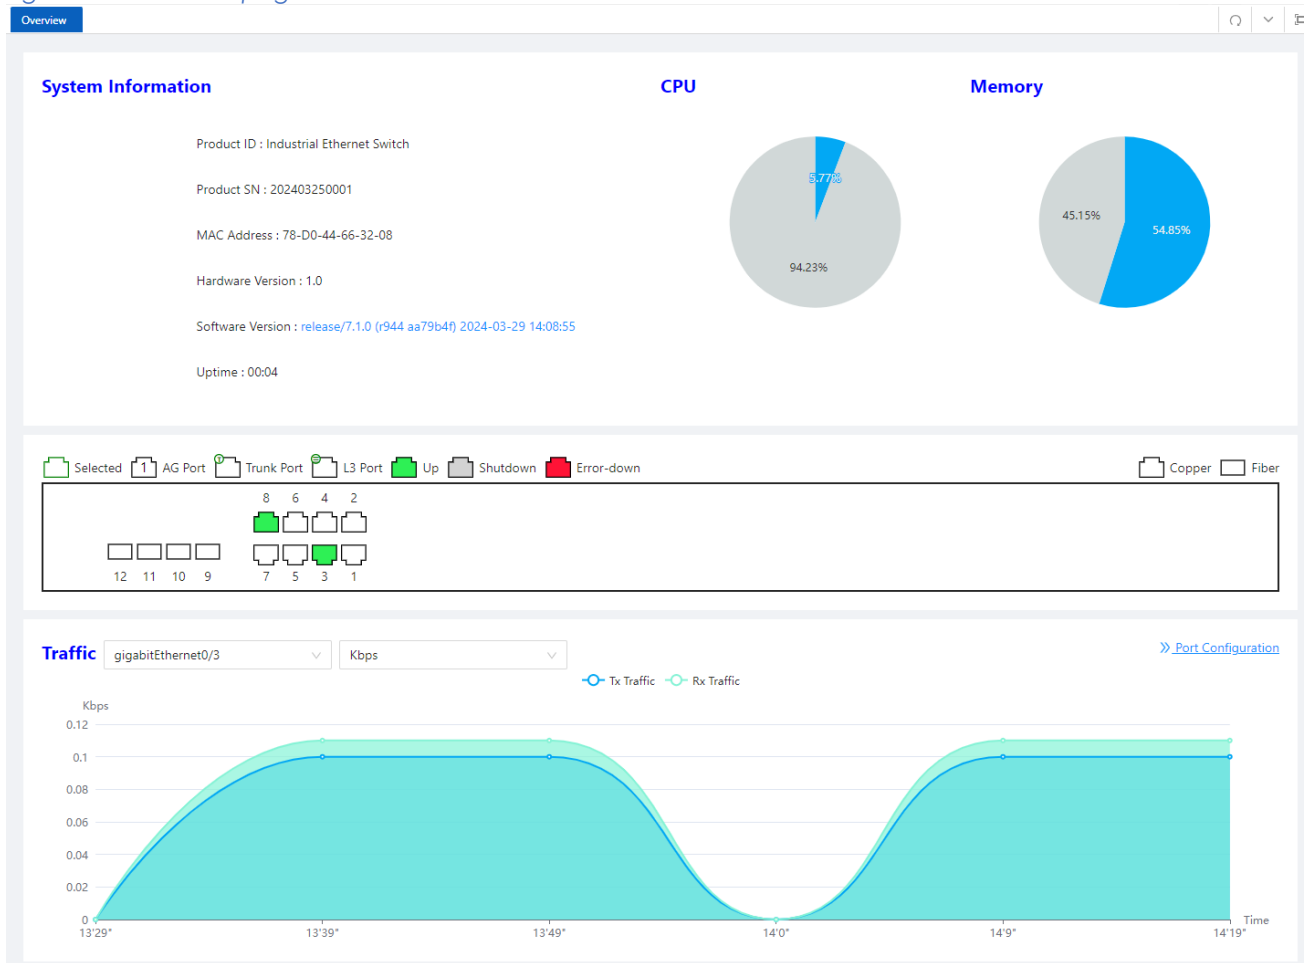 Overview
System Information
CPU
Memory
Product ID : Industrial Ethernet Switch
Product SN : 202403250001
MAC Address : 78-D0-44-66-32-08
Hardware Version : 1.0
Software Version : release/7.1.0 (r944 aa79b4f) 2024-03-29 14:08:55
Uptime : 00:04
5.77%
94.23%
45.15%
54.85%
Selected 1 AG Port Trunk Port L3 Port Up Shutdown Error-down
Copper Fiber
8 6 4 2
12 11 10 9 7 5 3 1
Traffic gigabitEthernet0/3 Kbps
Port Configuration
Tx Traffic Rx Traffic
Kbps
0.12
0.1
0.08
0.06
0.04
0.02
0
Time
13'29" 13'39" 13'49" 14'0" 14'9" 14'19"